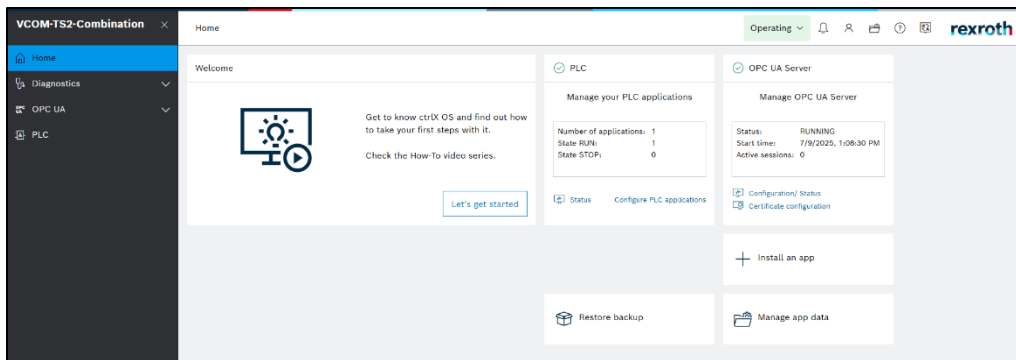 VCOM-TS2-Combination
Home
Operating
rexroth
Home
Diagnostics
OPC UA
PLC
Welcome
Get to know ctrlX OS and find out how
to take your first steps with it.
Check the How-To video series.
Let's get started
PLC
Manage your PLC applications
Number of applications: 1
State RUN: 1
State STOP: 0
Status Configure PLC applications
OPC UA Server
Manage OPC UA Server
Status: RUNNING
Start time: 7/9/2025, 1:08:30 PM
Active sessions: 0
Configuration/ Status
Certificate configuration
Install an app
Restore backup
Manage app data